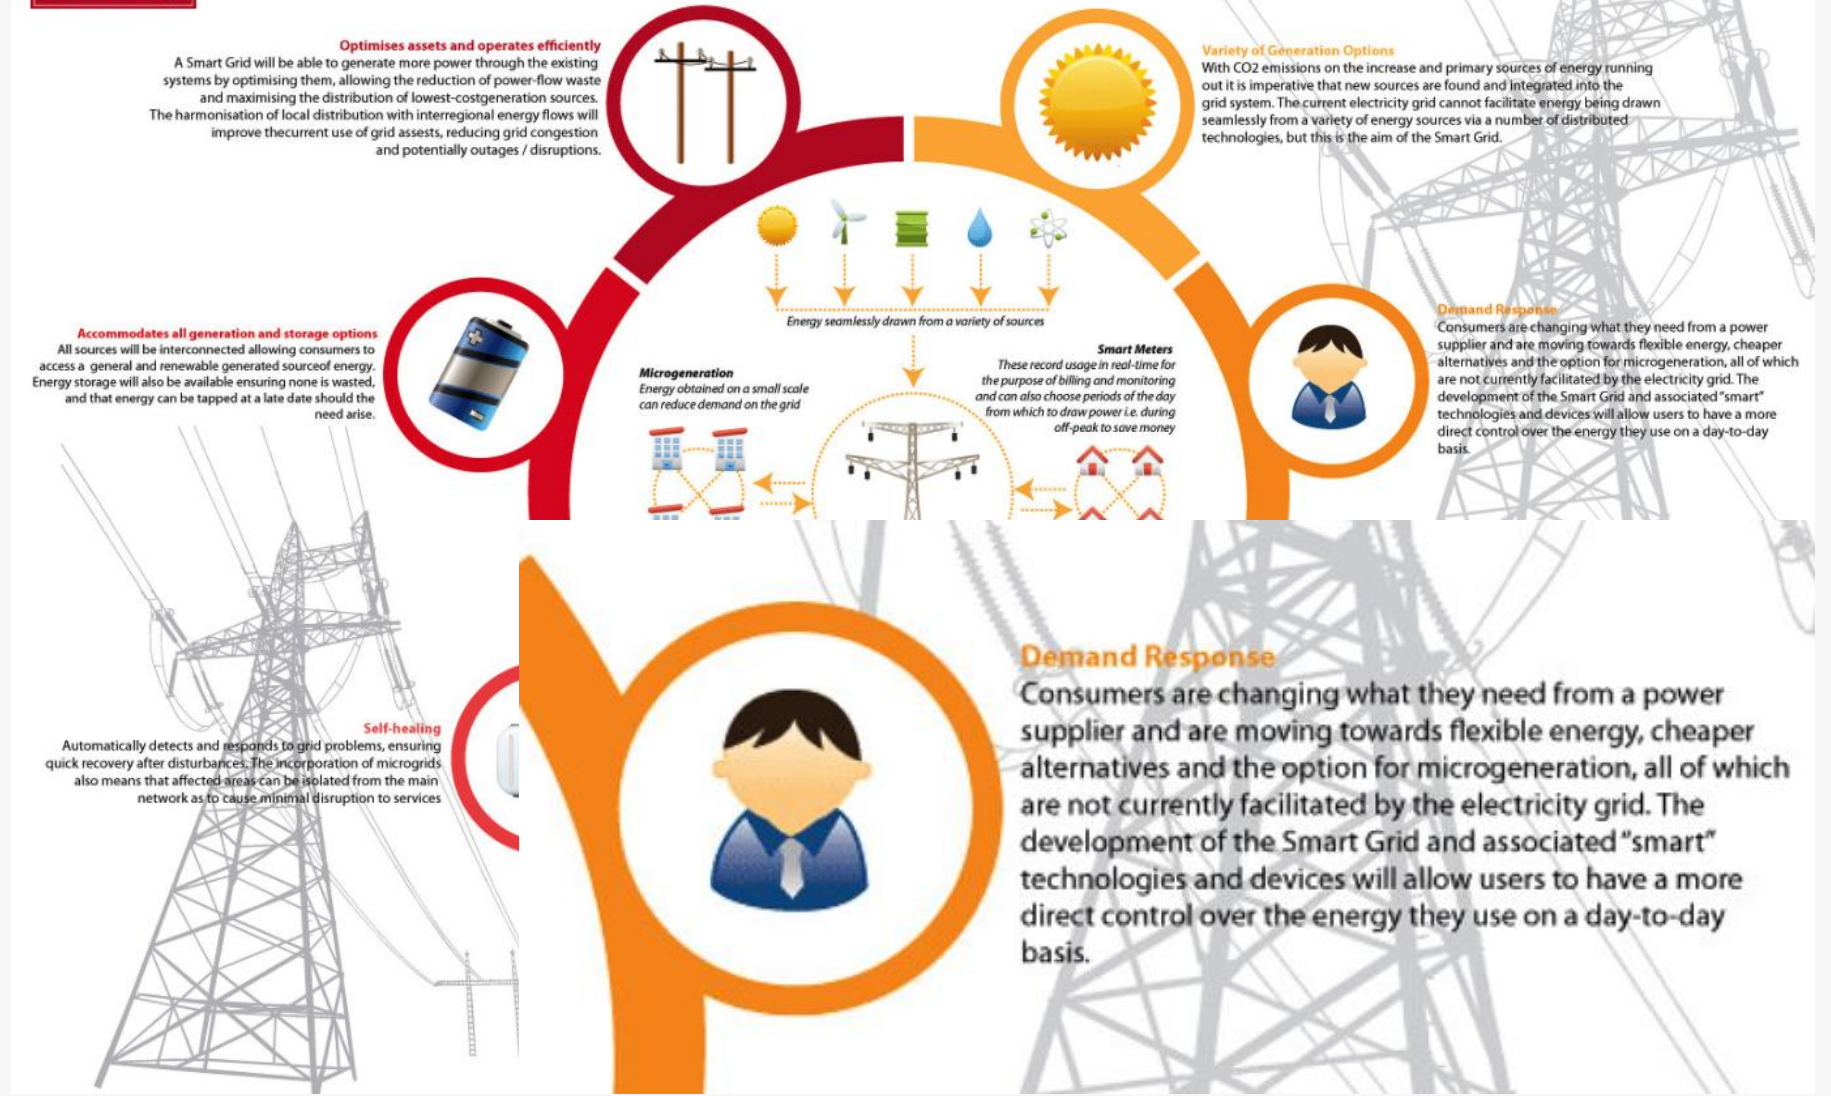 Optimises assets and operates efficiently
A Smart Grid will be able to generate more power through the existing
systems by optimising them, allowing the reduction of power-flow waste
and maximising the distribution of lowest-costgeneration sources.
The harmonisation of local distribution with interregional energy flows will
improve thecurrent use of grid assests, reducing grid congestion
and potentially outages / disruptions.
Variety of Generation Options
With CO2 emissions on the increase and primary sources of energy running
out it is imperative that new sources are found and integrated into the
grid system. The current electricity grid cannot facilitate energy being drawn
seamlessly from a variety of energy sources via a number of distributed
technologies, but this is the aim of the Smart Grid.
Accommodates all generation and storage options
All sources will be interconnected allowing consumers to
access a general and renewable generated sourceof energy.
Energy storage will also be available ensuring none is wasted,
and that energy can be tapped at a late date should the
need arise.
Energy seamlessly drawn from a variety of sources
Microgeneration
Energy obtained on a small scale
can reduce demand on the grid
Smart Meters
These record usage in real-time for
the purpose of billing and monitoring
and can also choose periods of the day
from which to draw power i.e. during
off-peak to save money
Demand Response
Consumers are changing what they need from a power
supplier and are moving towards flexible energy, cheaper
alternatives and the option for microgeneration, all of which
are not currently facilitated by the electricity grid. The
development of the Smart Grid and associated "smart"
technologies and devices will allow users to have a more
direct control over the energy they use on a day-to-day
basis.
Self-healing
Automatically detects and responds to grid problems, ensuring
quick recovery after disturbances. The incorporation of microgrids
also means that affected areas can be isolated from the main
network as to cause minimal disruption to services
Demand Response
Consumers are changing what they need from a power
supplier and are moving towards flexible energy, cheaper
alternatives and the option for microgeneration, all of which
are not currently facilitated by the electricity grid. The
development of the Smart Grid and associated "smart"
technologies and devices will allow users to have a more
direct control over the energy they use on a day-to-day
basis.